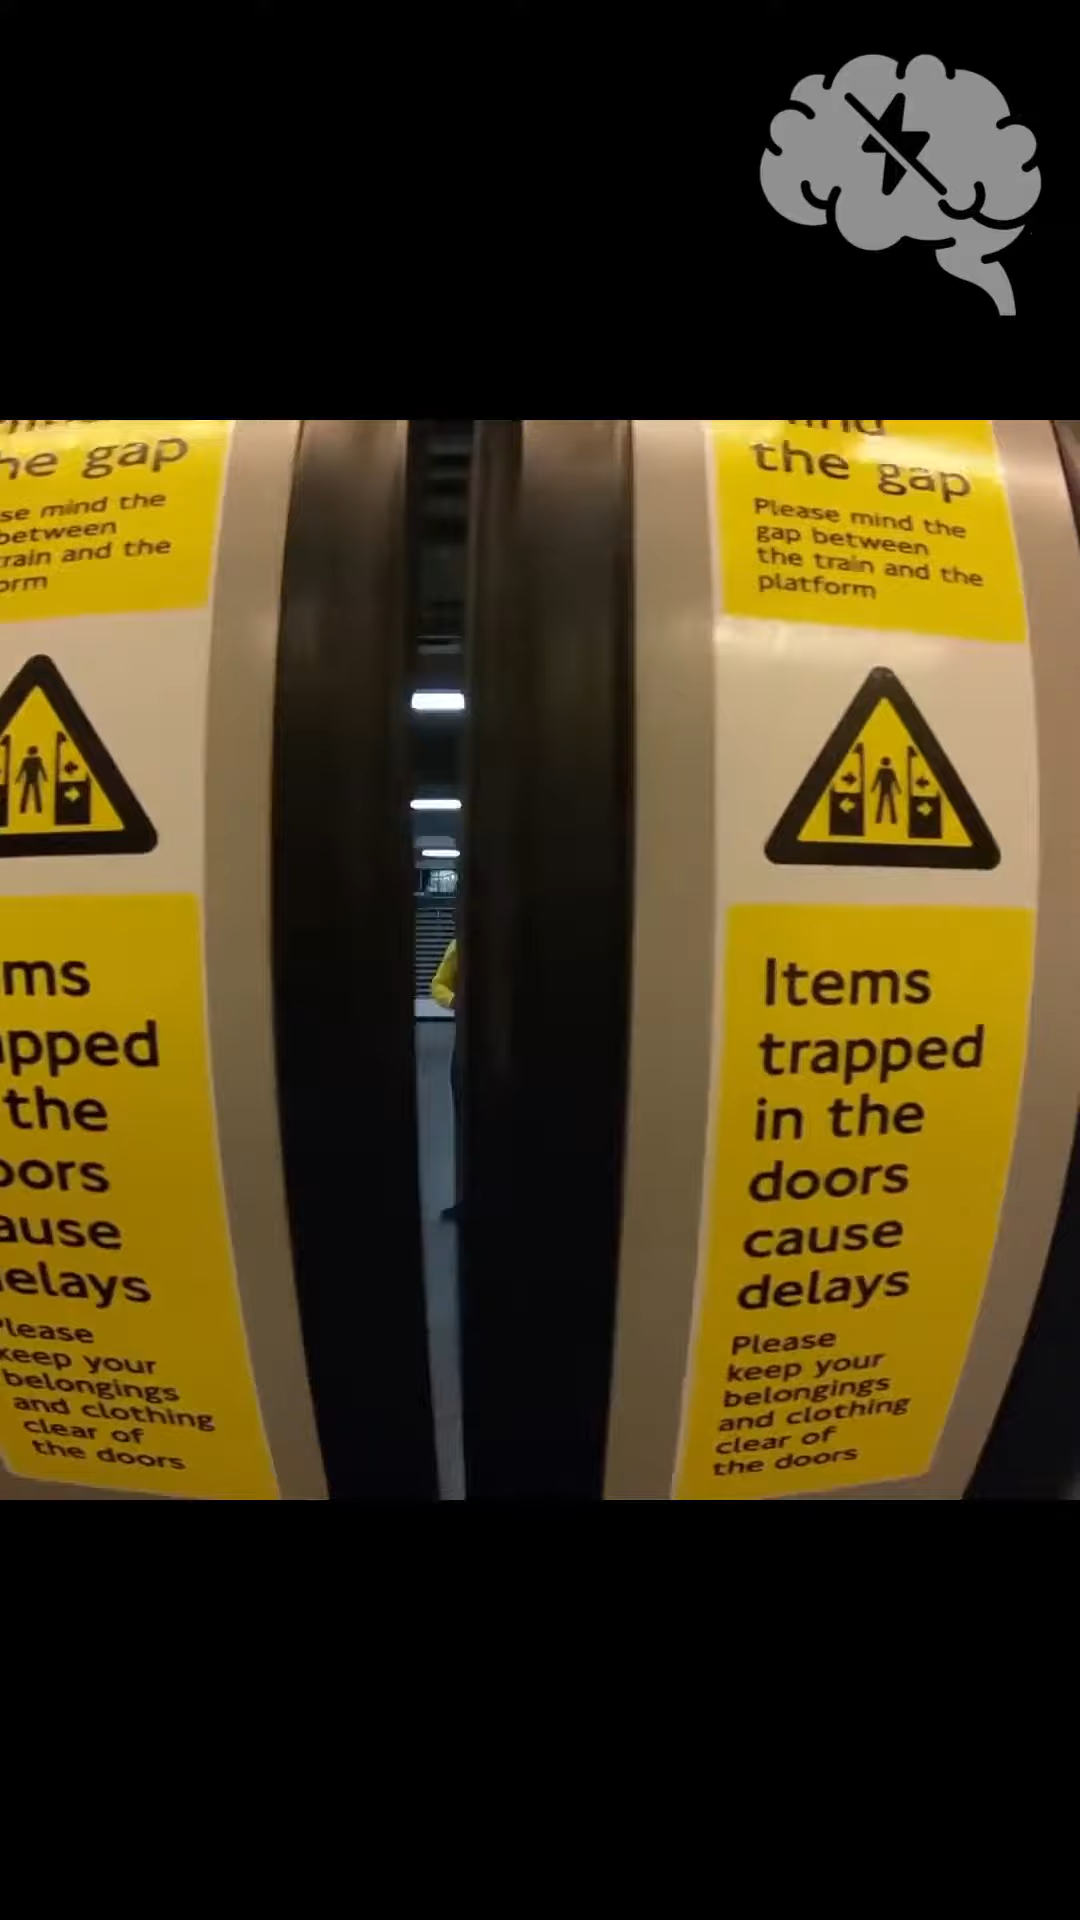 he gap
se mind the
between
rain and the
orm
ms
apped
the
oors
ause
elays
Please
keep your
belongings
and clothing
clear of
the doors
the gap
Please mind the
gap between
the train and the
platform
Items
trapped
in the
doors
cause
delays
Please
keep your
belongings
and clothing
clear of
the doors